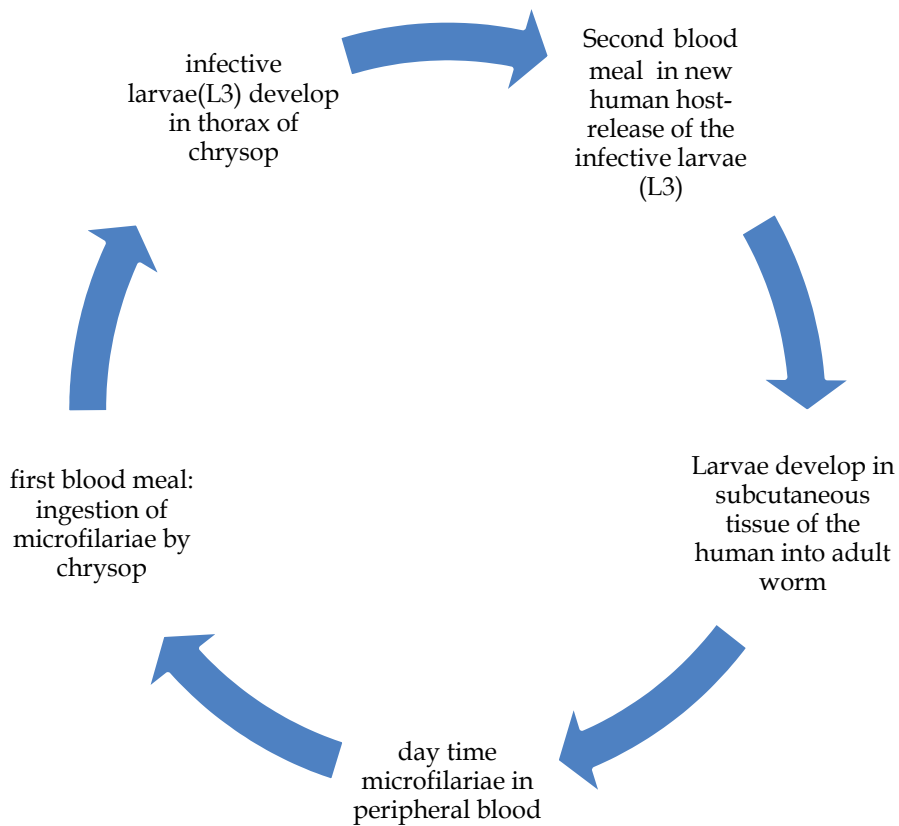 infective
larvae(L3) develop
in thorax of
chrysop
Second blood
meal in new
human host-
release of the
infective larvae
(L3)
Larvae develop in
subcutaneous
tissue of the
human into adult
worm
day time
microfilariae in
peripheral blood
first blood meal:
ingestion of
microfilariae by
chrysop